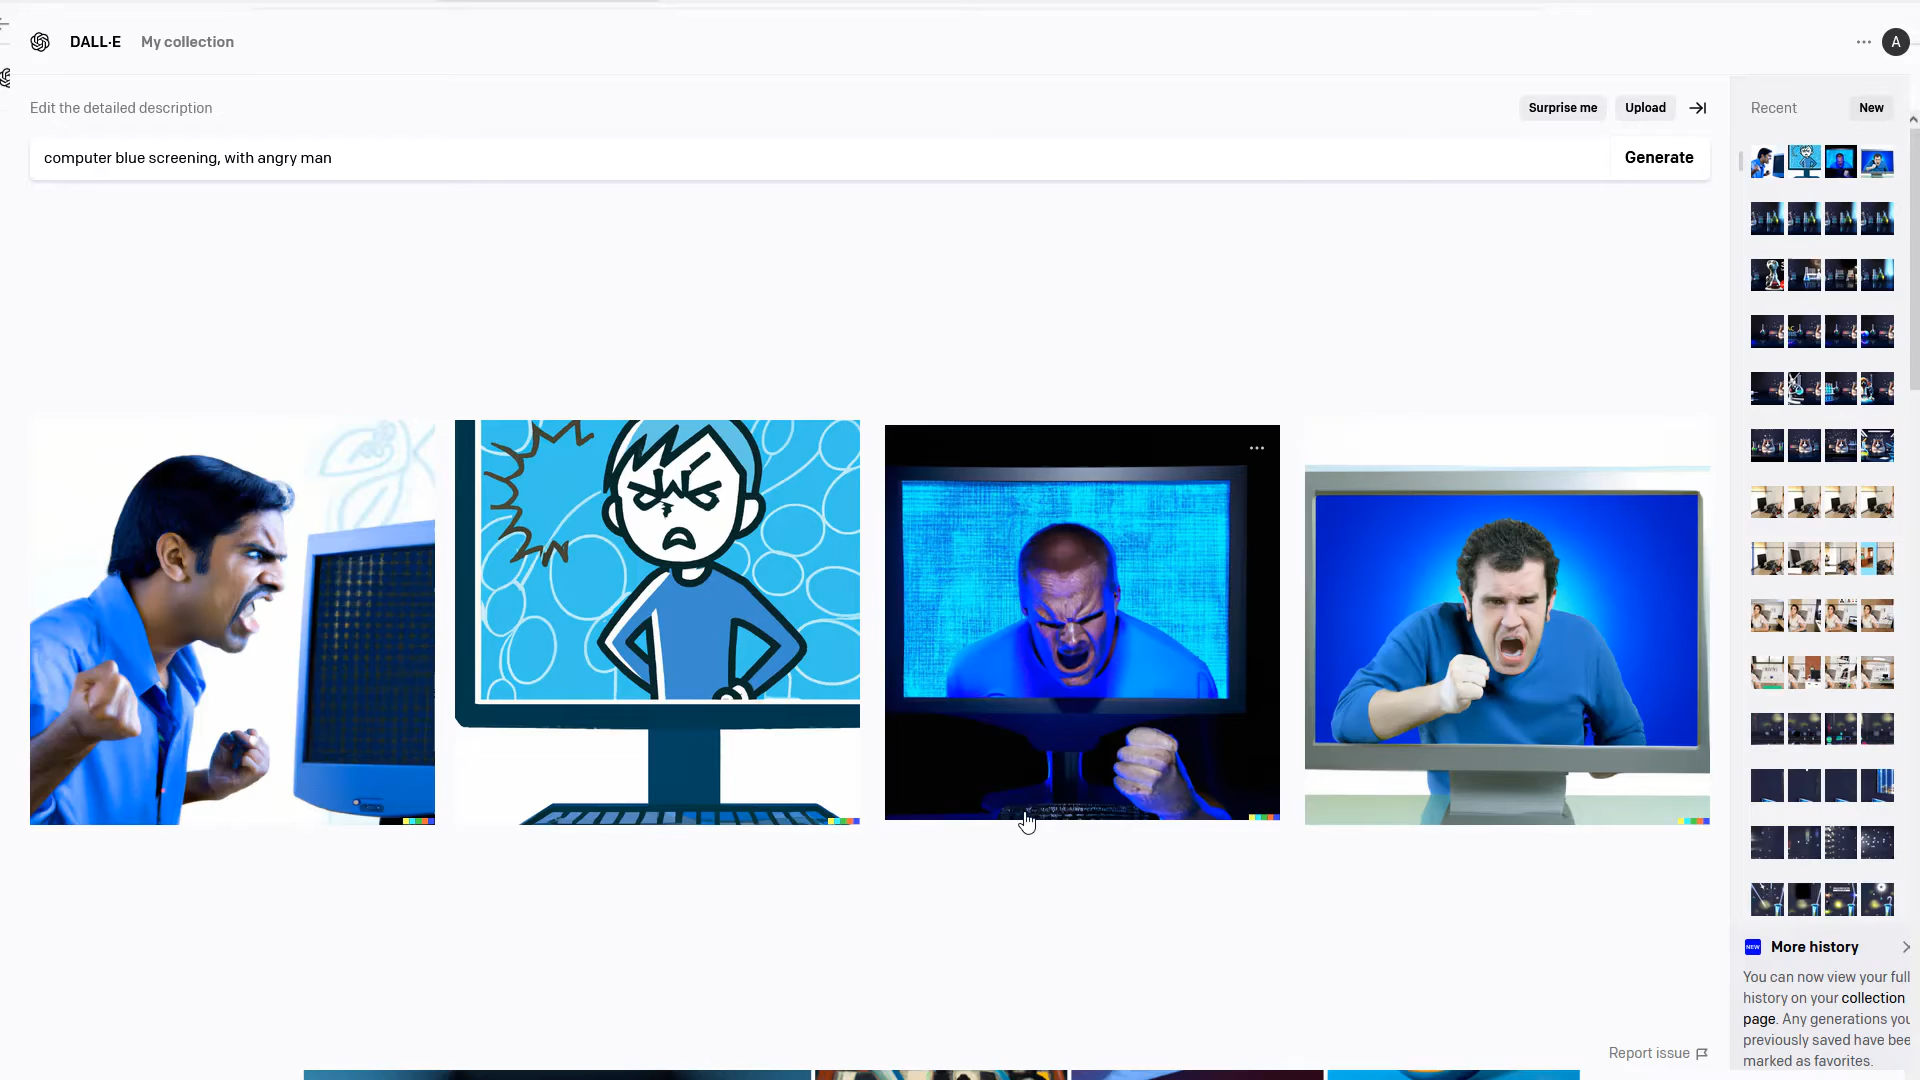 DALL·E My collection
A
Edit the detailed description
Surprise me Upload
Recent New
computer blue screening, with angry man
Generate
NEW More history
You can now view your full
history on your collection
page. Any generations you
previously saved have bee
marked as favorites.
Report issue